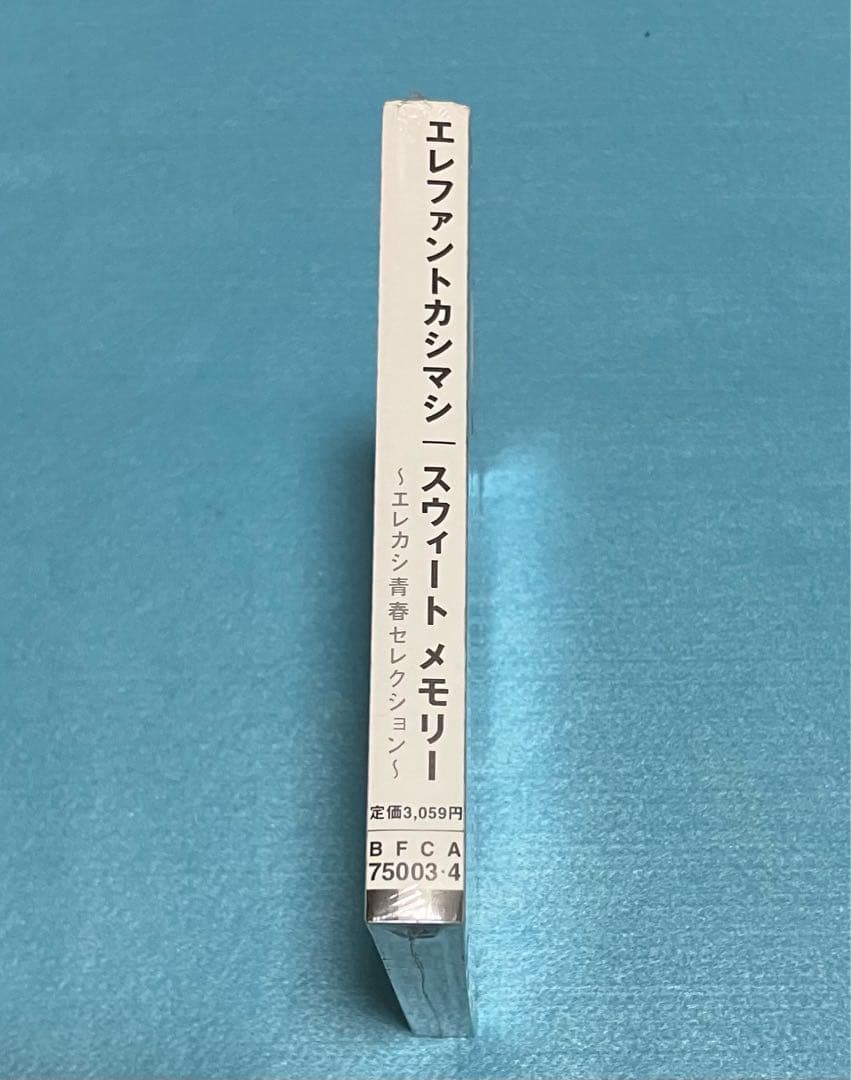 エレファントカシマシ｜スウィート メモリー
～エレカシ青春セレクション～
定価3,059円
BFCA
75003·4